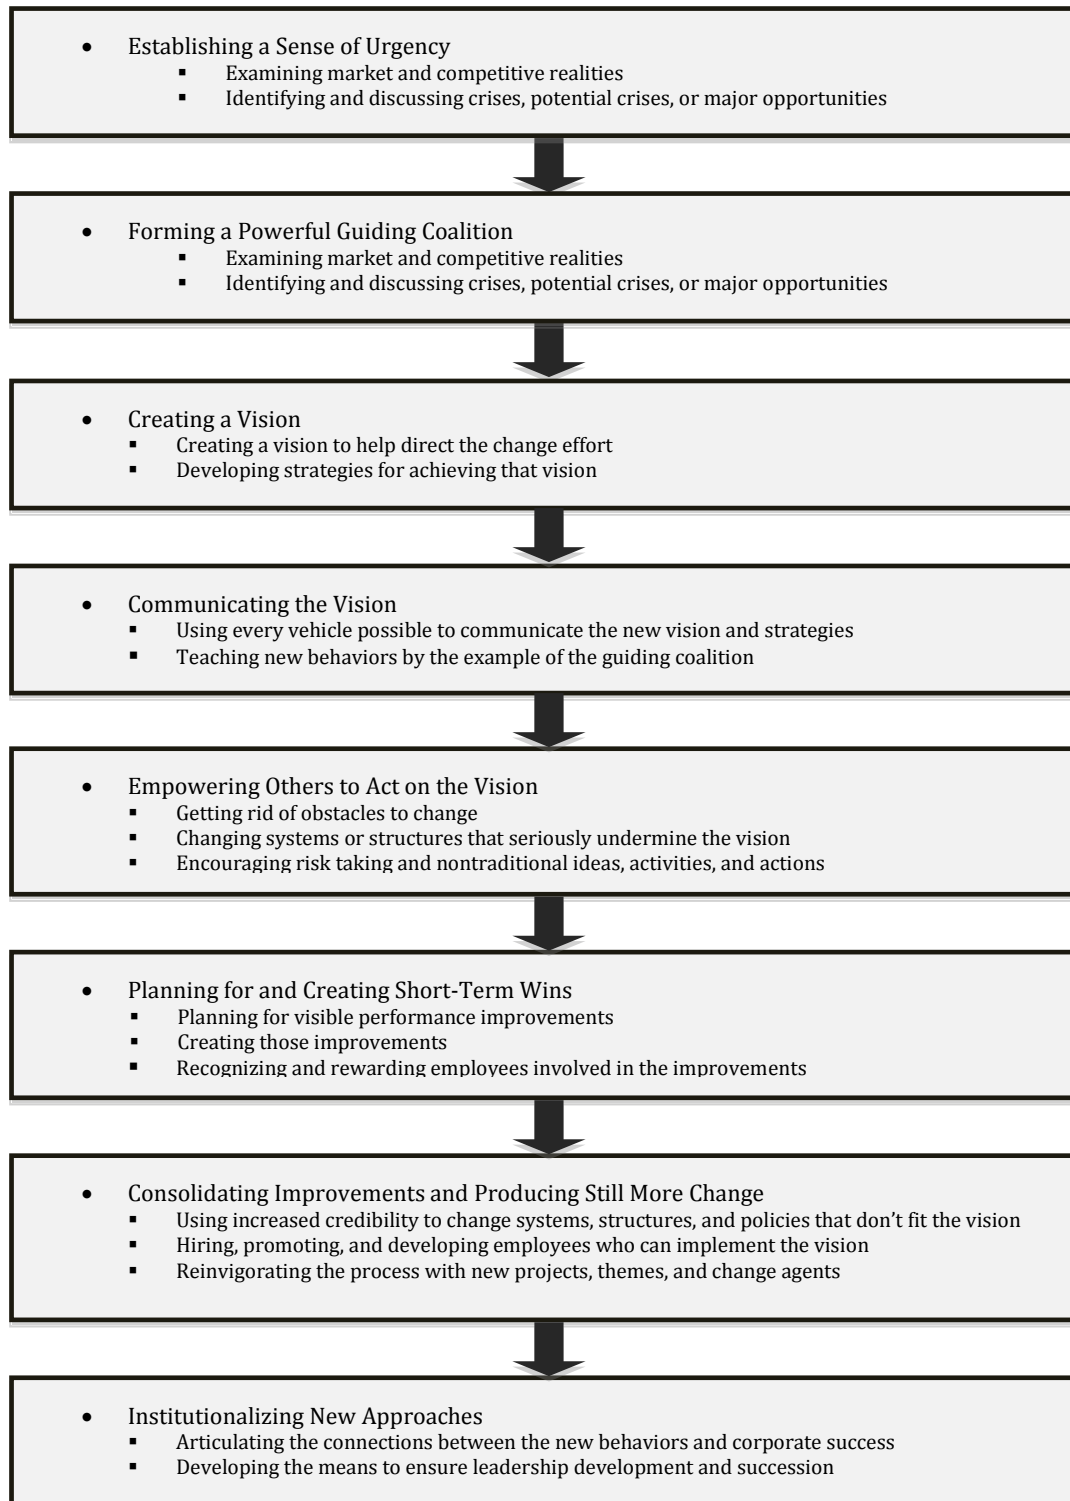 • Establishing a Sense of Urgency
▪ Examining market and competitive realities
▪ Identifying and discussing crises, potential crises, or major opportunities
• Forming a Powerful Guiding Coalition
▪ Examining market and competitive realities
▪ Identifying and discussing crises, potential crises, or major opportunities
• Creating a Vision
▪ Creating a vision to help direct the change effort
▪ Developing strategies for achieving that vision
• Communicating the Vision
▪ Using every vehicle possible to communicate the new vision and strategies
▪ Teaching new behaviors by the example of the guiding coalition
• Empowering Others to Act on the Vision
▪ Getting rid of obstacles to change
▪ Changing systems or structures that seriously undermine the vision
▪ Encouraging risk taking and nontraditional ideas, activities, and actions
• Planning for and Creating Short-Term Wins
▪ Planning for visible performance improvements
▪ Creating those improvements
▪ Recognizing and rewarding employees involved in the improvements
• Consolidating Improvements and Producing Still More Change
▪ Using increased credibility to change systems, structures, and policies that don’t fit the vision
▪ Hiring, promoting, and developing employees who can implement the vision
▪ Reinvigorating the process with new projects, themes, and change agents
• Institutionalizing New Approaches
▪ Articulating the connections between the new behaviors and corporate success
▪ Developing the means to ensure leadership development and succession